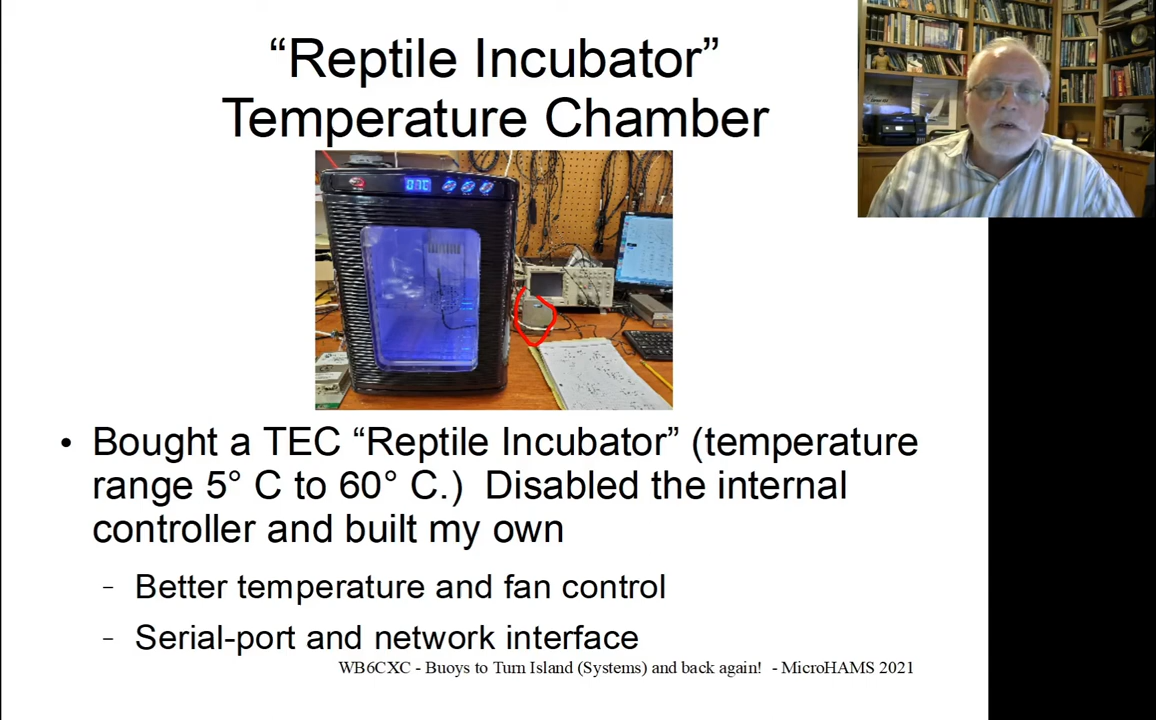 “Reptile Incubator”
Temperature Chamber
07C
• Bought a TEC “Reptile Incubator” (temperature
range 5° C to 60° C.)  Disabled the internal
controller and built my own
– Better temperature and fan control
– Serial-port and network interface
WB6CXC - Buoys to Turn Island (Systems) and back again!  - MicroHAMS 2021